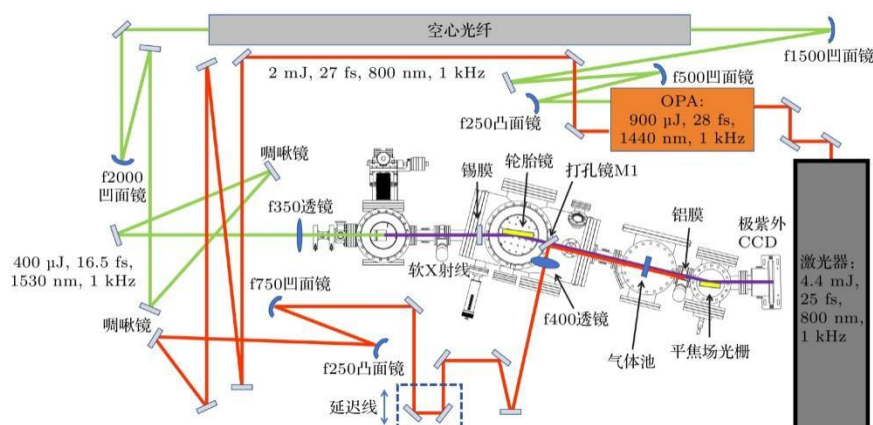 空心光纤
f1500凹面镜
2 mJ, 27 fs, 800 nm, 1 kHz
f500凹面镜
OPA:
900 μJ, 28 fs,
1440 nm, 1 kHz
f250凸面镜
啁啾镜
f2000
凹面镜
f350透镜
锡膜
轮胎镜
打孔镜M1
铝膜
极紫外
CCD
激光器:
4.4 mJ,
25 fs,
800 nm,
1 kHz
400 μJ, 16.5 fs,
1530 nm, 1 kHz
软X射线
f750凹面镜
f400透镜
啁啾镜
平焦场光栅
气体池
f250凸面镜
延迟线